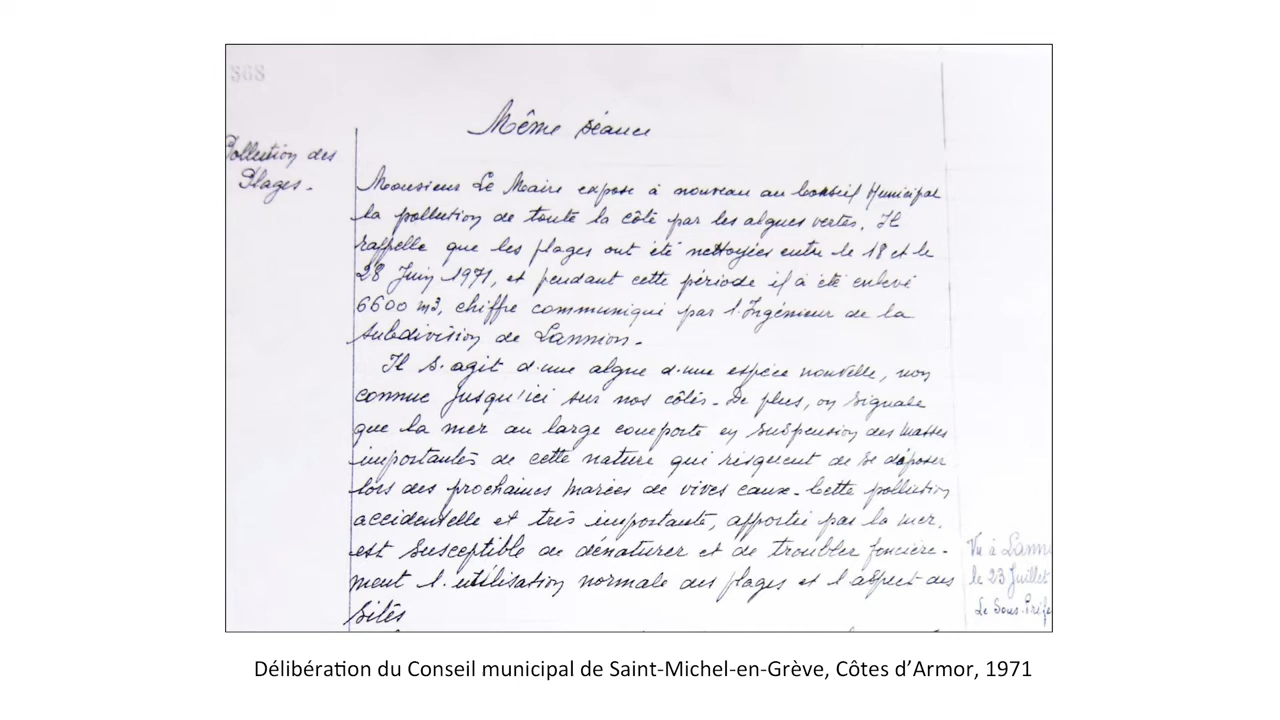 368
Même séance
Pollution des
Plages.-
Monsieur Le Maire expose à nouveau au Conseil Municipal
la pollution de toute la côte par les algues vertes. Il
rappelle que les plages ont été nettoyées entre le 18 et le
28 Juin 1971, et pendant cette période il a été enlevé
6600 m3, chiffre communiqué par l'Ingénieur de la
Subdivision de Lannion.-
Il s'agit d'une algue d'une espèce nouvelle, non
connue jusqu'ici sur nos côtes.- De plus, on signale
que la mer au large comporte en suspension des masses
importantes de cette nature qui risquent de se déposer
lors des prochaines marées de vives eaux.- Cette pollution
accidentelle et très importante, apportée par la mer,
est susceptible de dénaturer et de troubler foncière-
ment l'utilisation normale des plages et l'aspect des
sites
Vu à Lann
le 23 Juillet
Le Sous-Préfe
Délibération du Conseil municipal de Saint-Michel-en-Grève, Côtes d'Armor, 1971